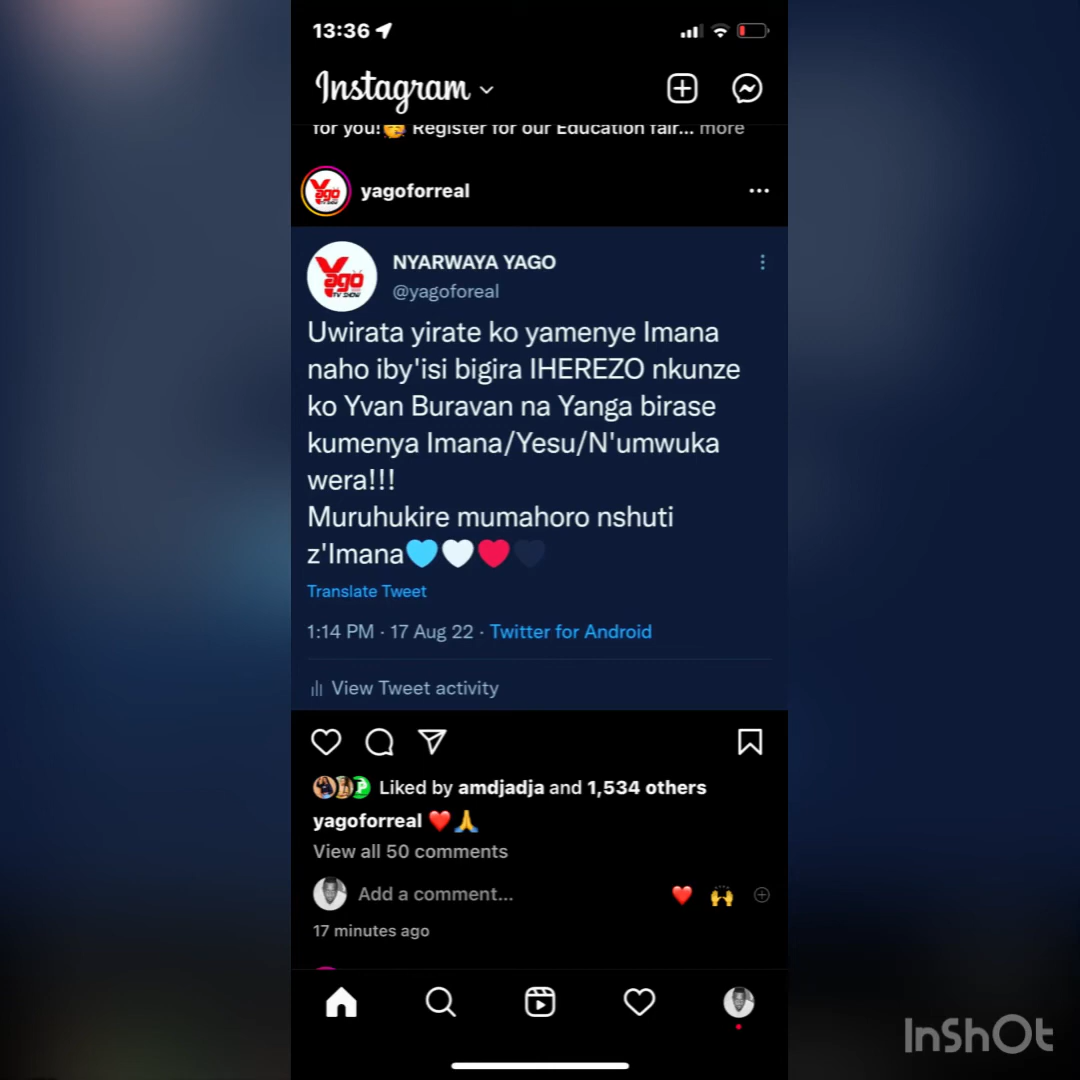 13:36
Instagram
for you! Register for our Education fair... more
yagoforreal
NYARWAYA YAGO
@yagoforeal
Uwirata yirate ko yamenye Imana
naho iby'isi bigira IHEREZO nkunze
ko Yvan Buravan na Yanga birase
kumenya Imana/Yesu/N'umwuka
wera!!!
Muruhukire mumahoro nshuti
z'Imana🩵🤍❤️🖤
Translate Tweet
1:14 PM · 17 Aug 22 · Twitter for Android
View Tweet activity
Liked by amdjadja and 1,534 others
yagoforreal ❤️🙏
View all 50 comments
Add a comment...
17 minutes ago
InShOt